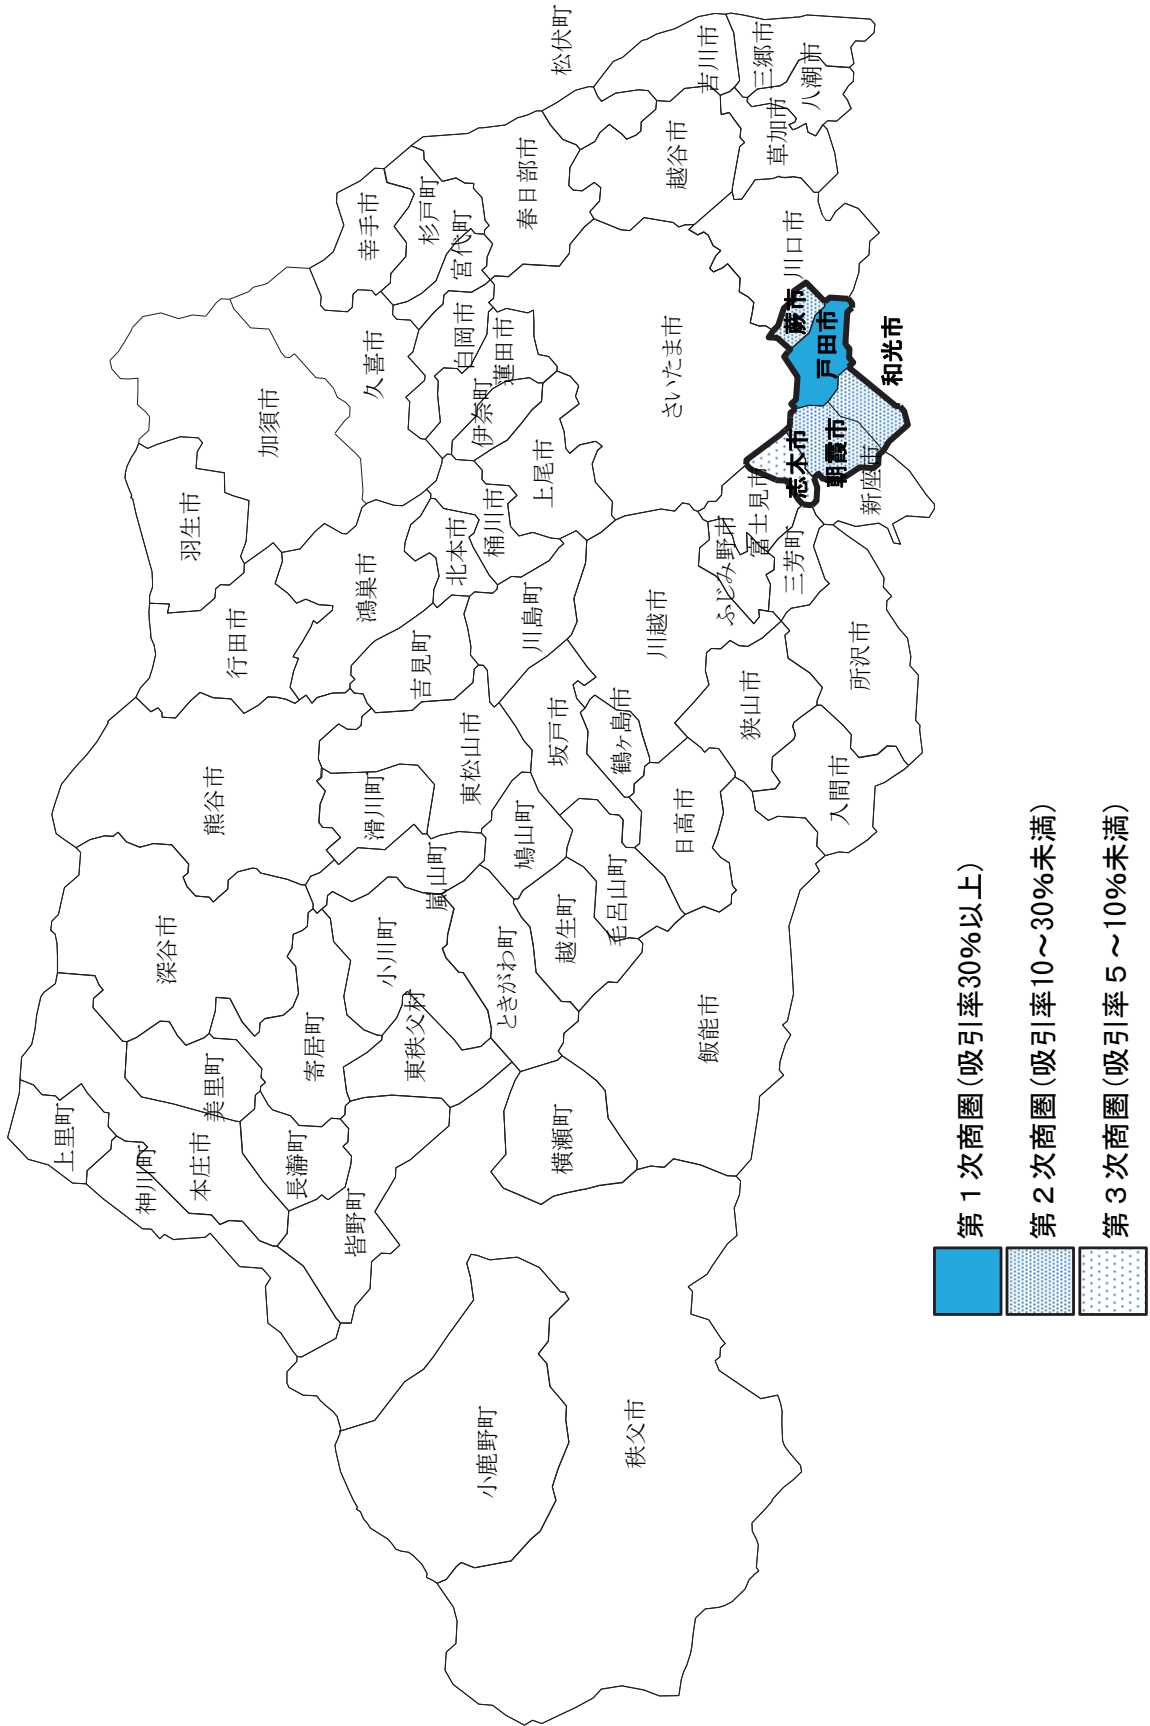 上里町
神川町
本庄市
美里町
深谷市
熊谷市
行田市
羽生市
加須市
長瀞町
皆野町
寄居町
小川町
東秩父村
嵐山町
滑川町
東松山市
吉見町
鴻巣市
北本市
桶川市
久喜市
幸手市
杉戸町
宮代町
白岡市
蓮田市
伊奈町
上尾市
春日部市
松伏町
小鹿野町
秩父市
横瀬町
ときがわ町
越生町
毛呂山町
鳩山町
坂戸市
鶴ヶ島市
川島町
川越市
さいたま市
越谷市
吉川市
三郷市
八潮市
草加市
川口市
飯能市
日高市
狭山市
入間市
所沢市
ふじみ野市
富士見市
三芳町
新座市
志木市
朝霞市
和光市
戸田市
蕨市
第1次商圏(吸引率30%以上)
第2次商圏(吸引率10～30%未満)
第3次商圏(吸引率5～10%未満)